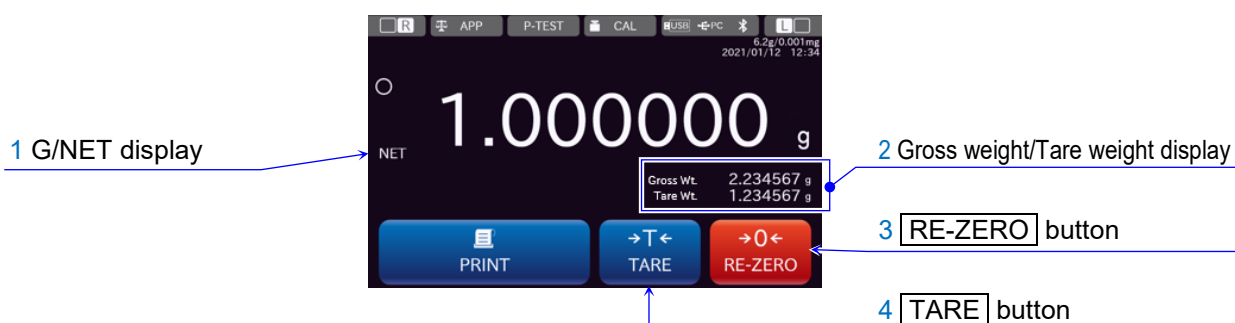 R APP P-TEST CAL USB PC L
6.2g/0.001mg
2021/01/12 12:34
1.000000 g
NET
1 G/NET display
2 Gross weight/Tare weight display
Gross Wt. 2.234567 g
Tare Wt. 1.234567 g
3 RE-ZERO button
→T← →0←
PRINT TARE RE-ZERO
4 TARE button